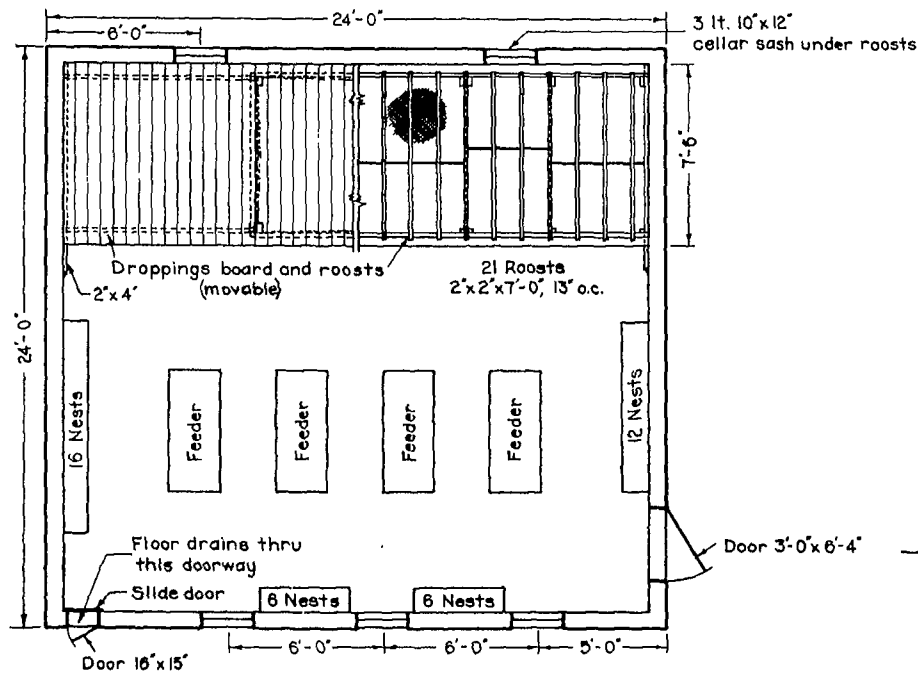 24'-0"
6'-0"
3 lt. 10"x12"
cellar sash under roosts
7'-6"
Droppings board and roosts
(movable)
21 Roosts
2"x2"x7'-0", 13" o.c.
2"x4"
24'-0"
16 Nests
Feeder
Feeder
Feeder
Feeder
12 Nests
Floor drains thru
this doorway
Slide door
Door 3'-0"x6'-4"
6 Nests
6 Nests
6'-0"
6'-0"
5'-0"
Door 16"x15"